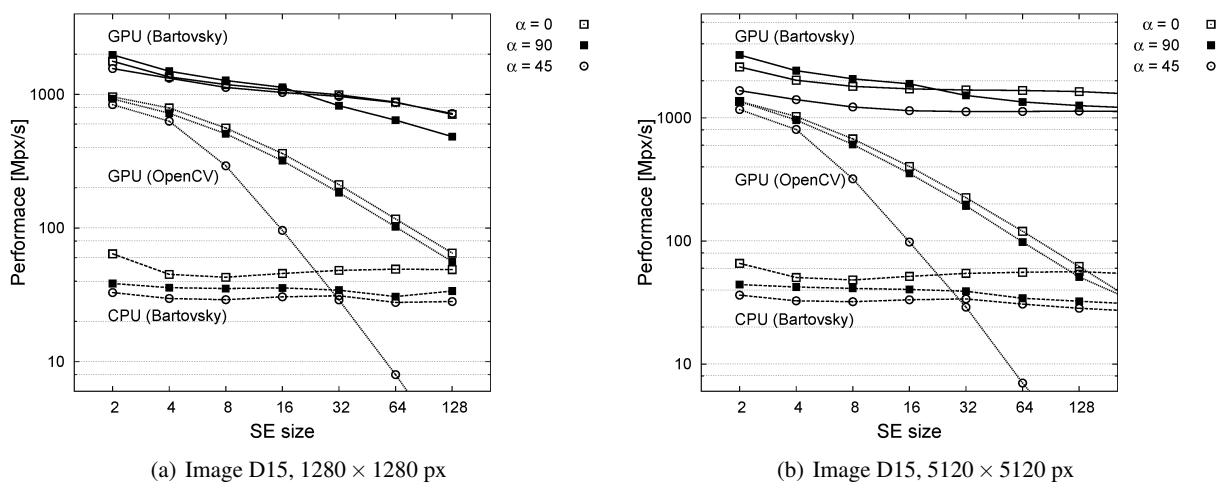 GPU (Bartovsky)
α = 0
α = 90
α = 45
1000
100
10
Performace [Mpx/s]
GPU (OpenCV)
CPU (Bartovsky)
2 4 8 16 32 64 128
SE size
(a) Image D15, 1280 × 1280 px
GPU (Bartovsky)
α = 0
α = 90
α = 45
1000
100
10
Performace [Mpx/s]
GPU (OpenCV)
CPU (Bartovsky)
2 4 8 16 32 64 128
SE size
(b) Image D15, 5120 × 5120 px